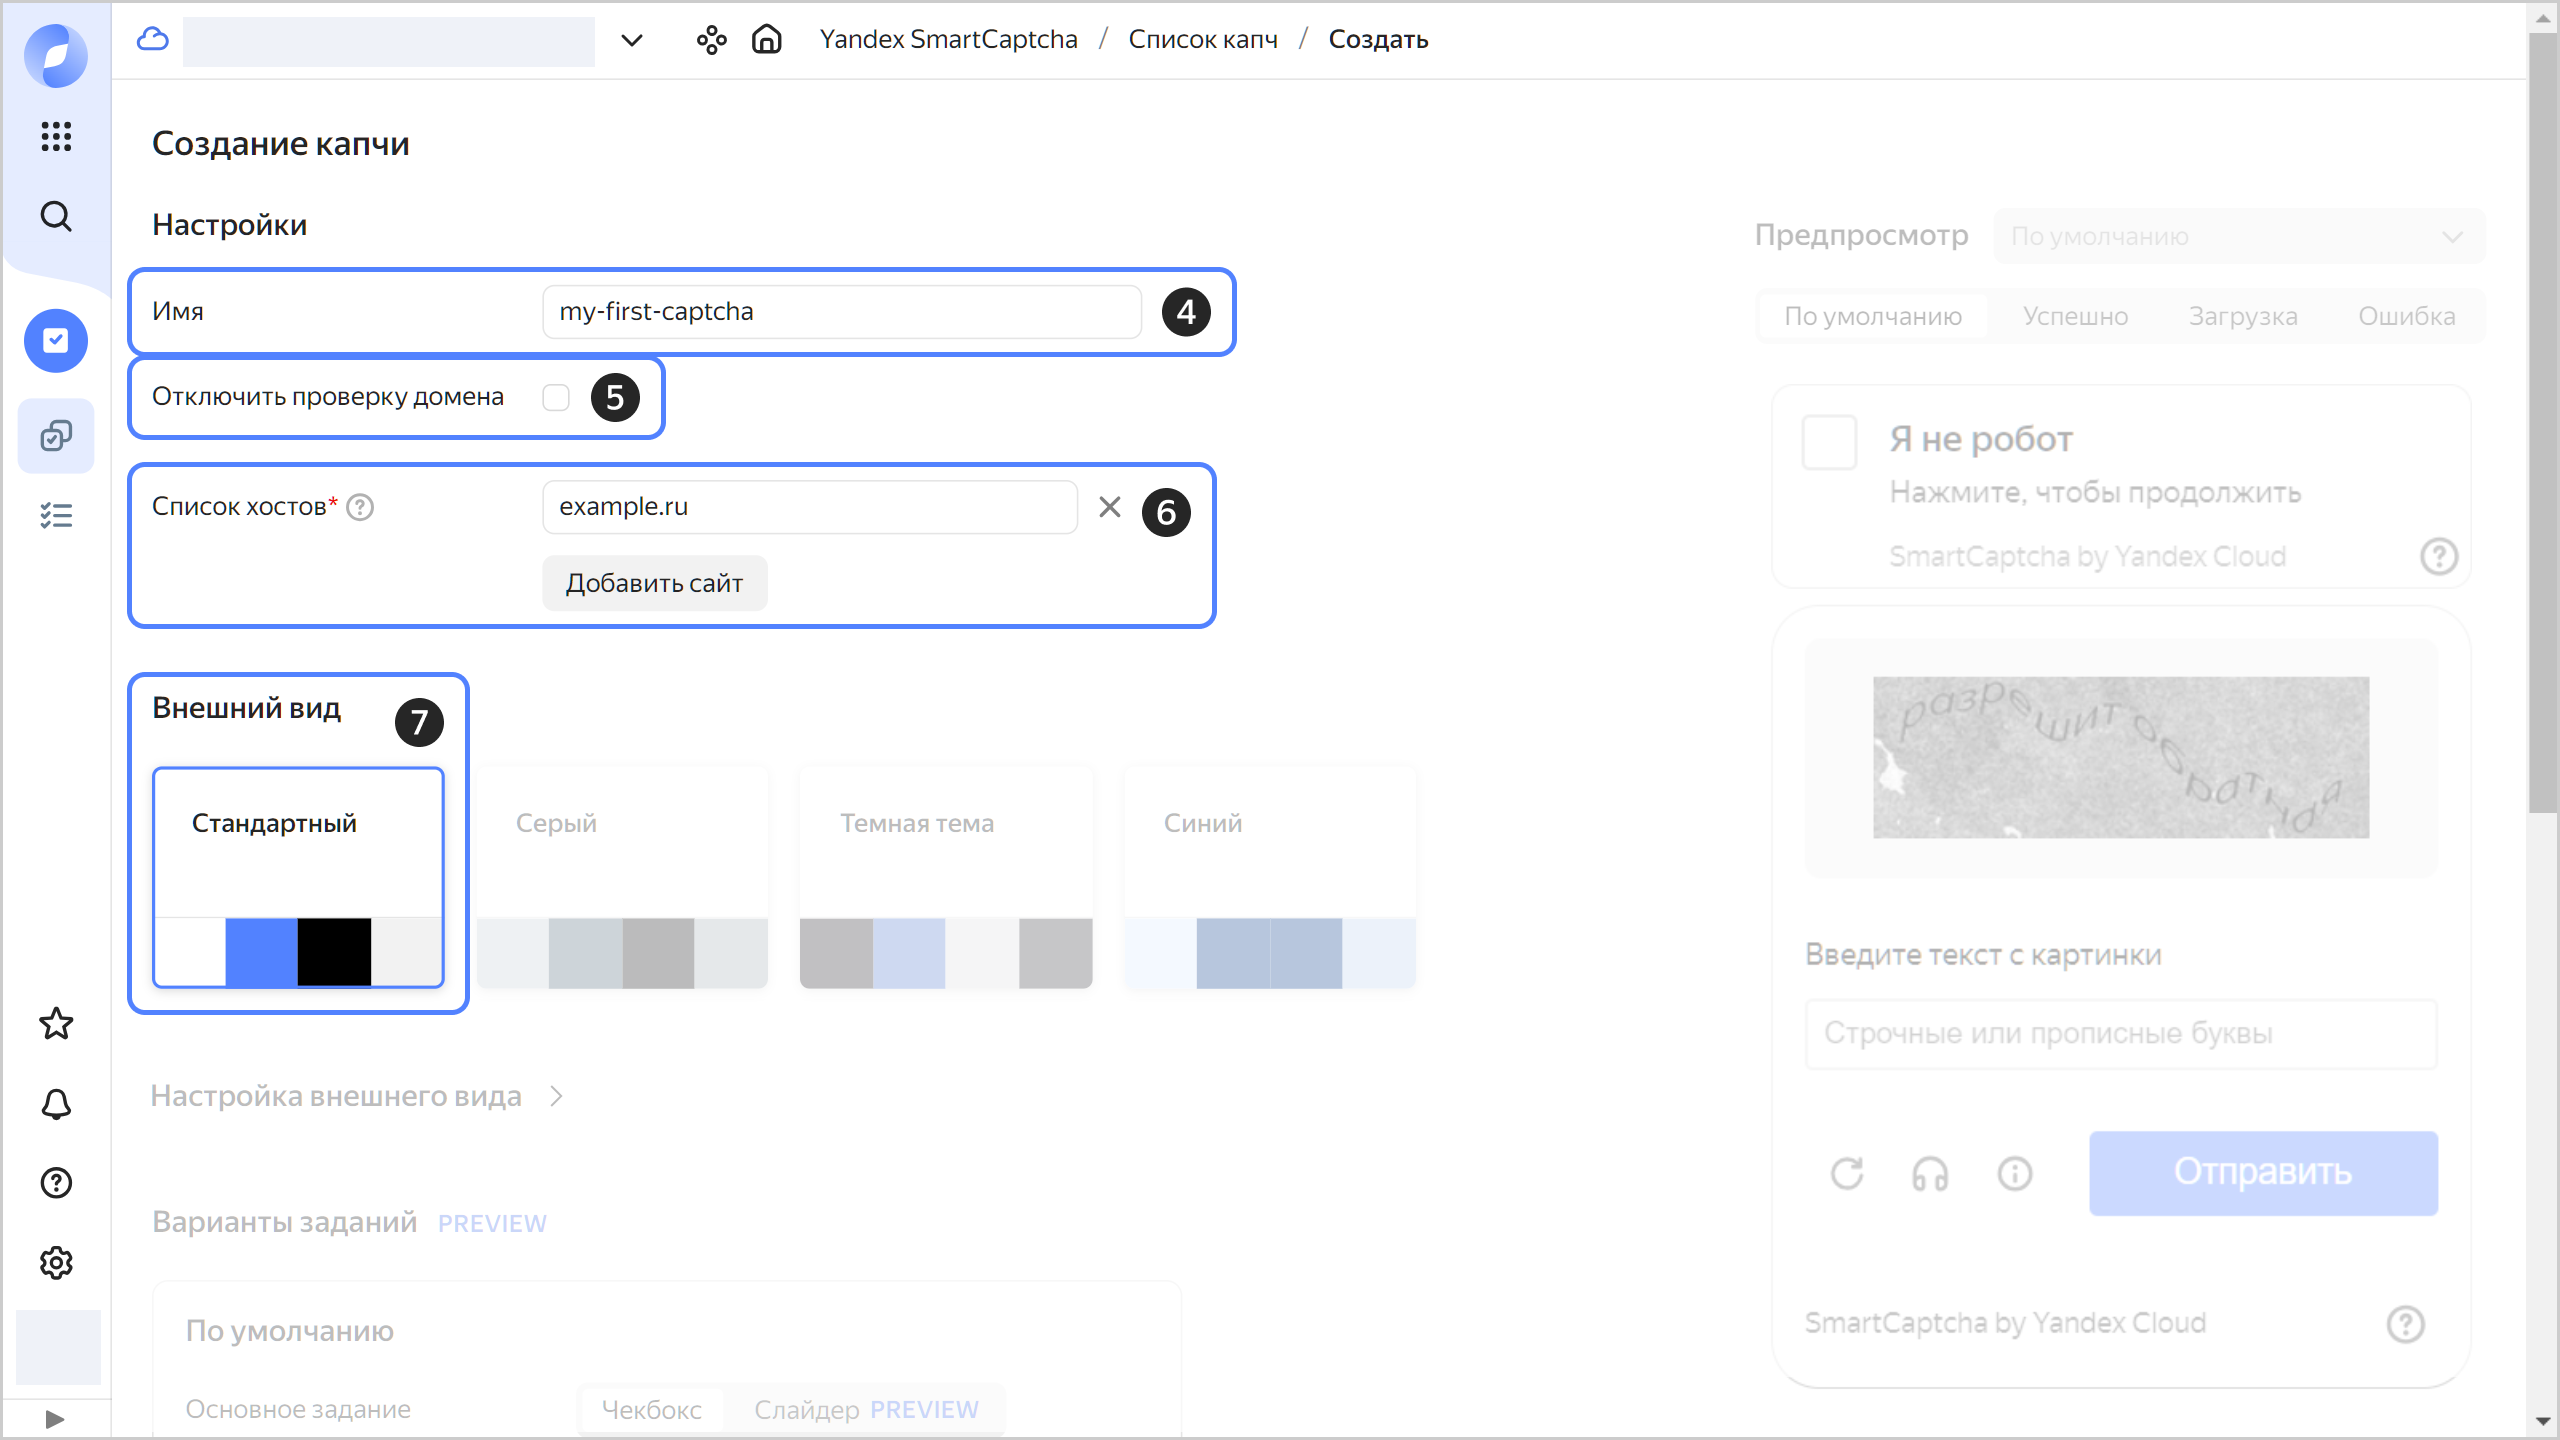 Yandex SmartCaptcha / Список капч / Создать
Создание капчи
Настройки
Имя
my-first-captcha
4
Отключить проверку домена
5
Список хостов*
example.ru
6
Добавить сайт
Внешний вид
7
Стандартный
Серый
Темная тема
Синий
Настройка внешнего вида
Варианты заданий PREVIEW
По умолчанию
Основное задание
Чекбокс
Слайдер PREVIEW
Предпросмотр
По умолчанию
По умолчанию
Успешно
Загрузка
Ошибка
Я не робот
Нажмите, чтобы продолжить
SmartCaptcha by Yandex Cloud
разрешит обратная
Введите текст с картинки
Строчные или прописные буквы
Отправить
SmartCaptcha by Yandex Cloud